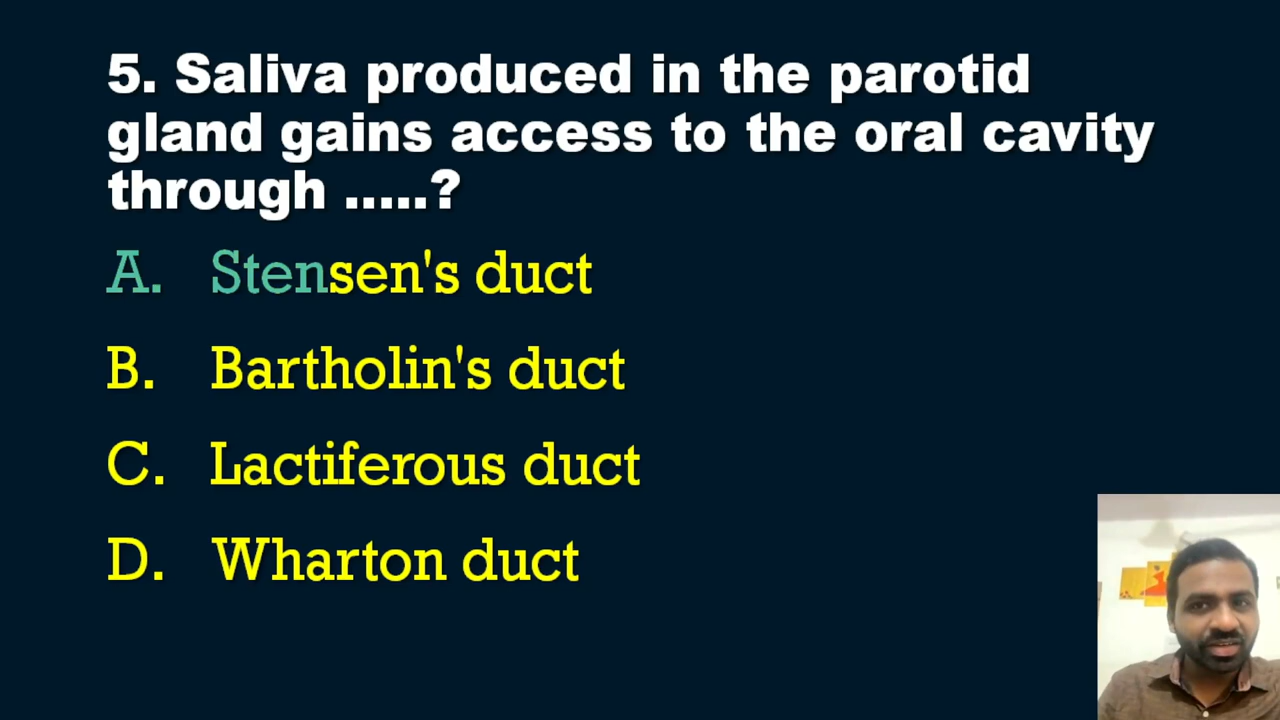 5. Saliva produced in the parotid
gland gains access to the oral cavity
through .....?
A. Stensen's duct
B. Bartholin's duct
C. Lactiferous duct
D. Wharton duct